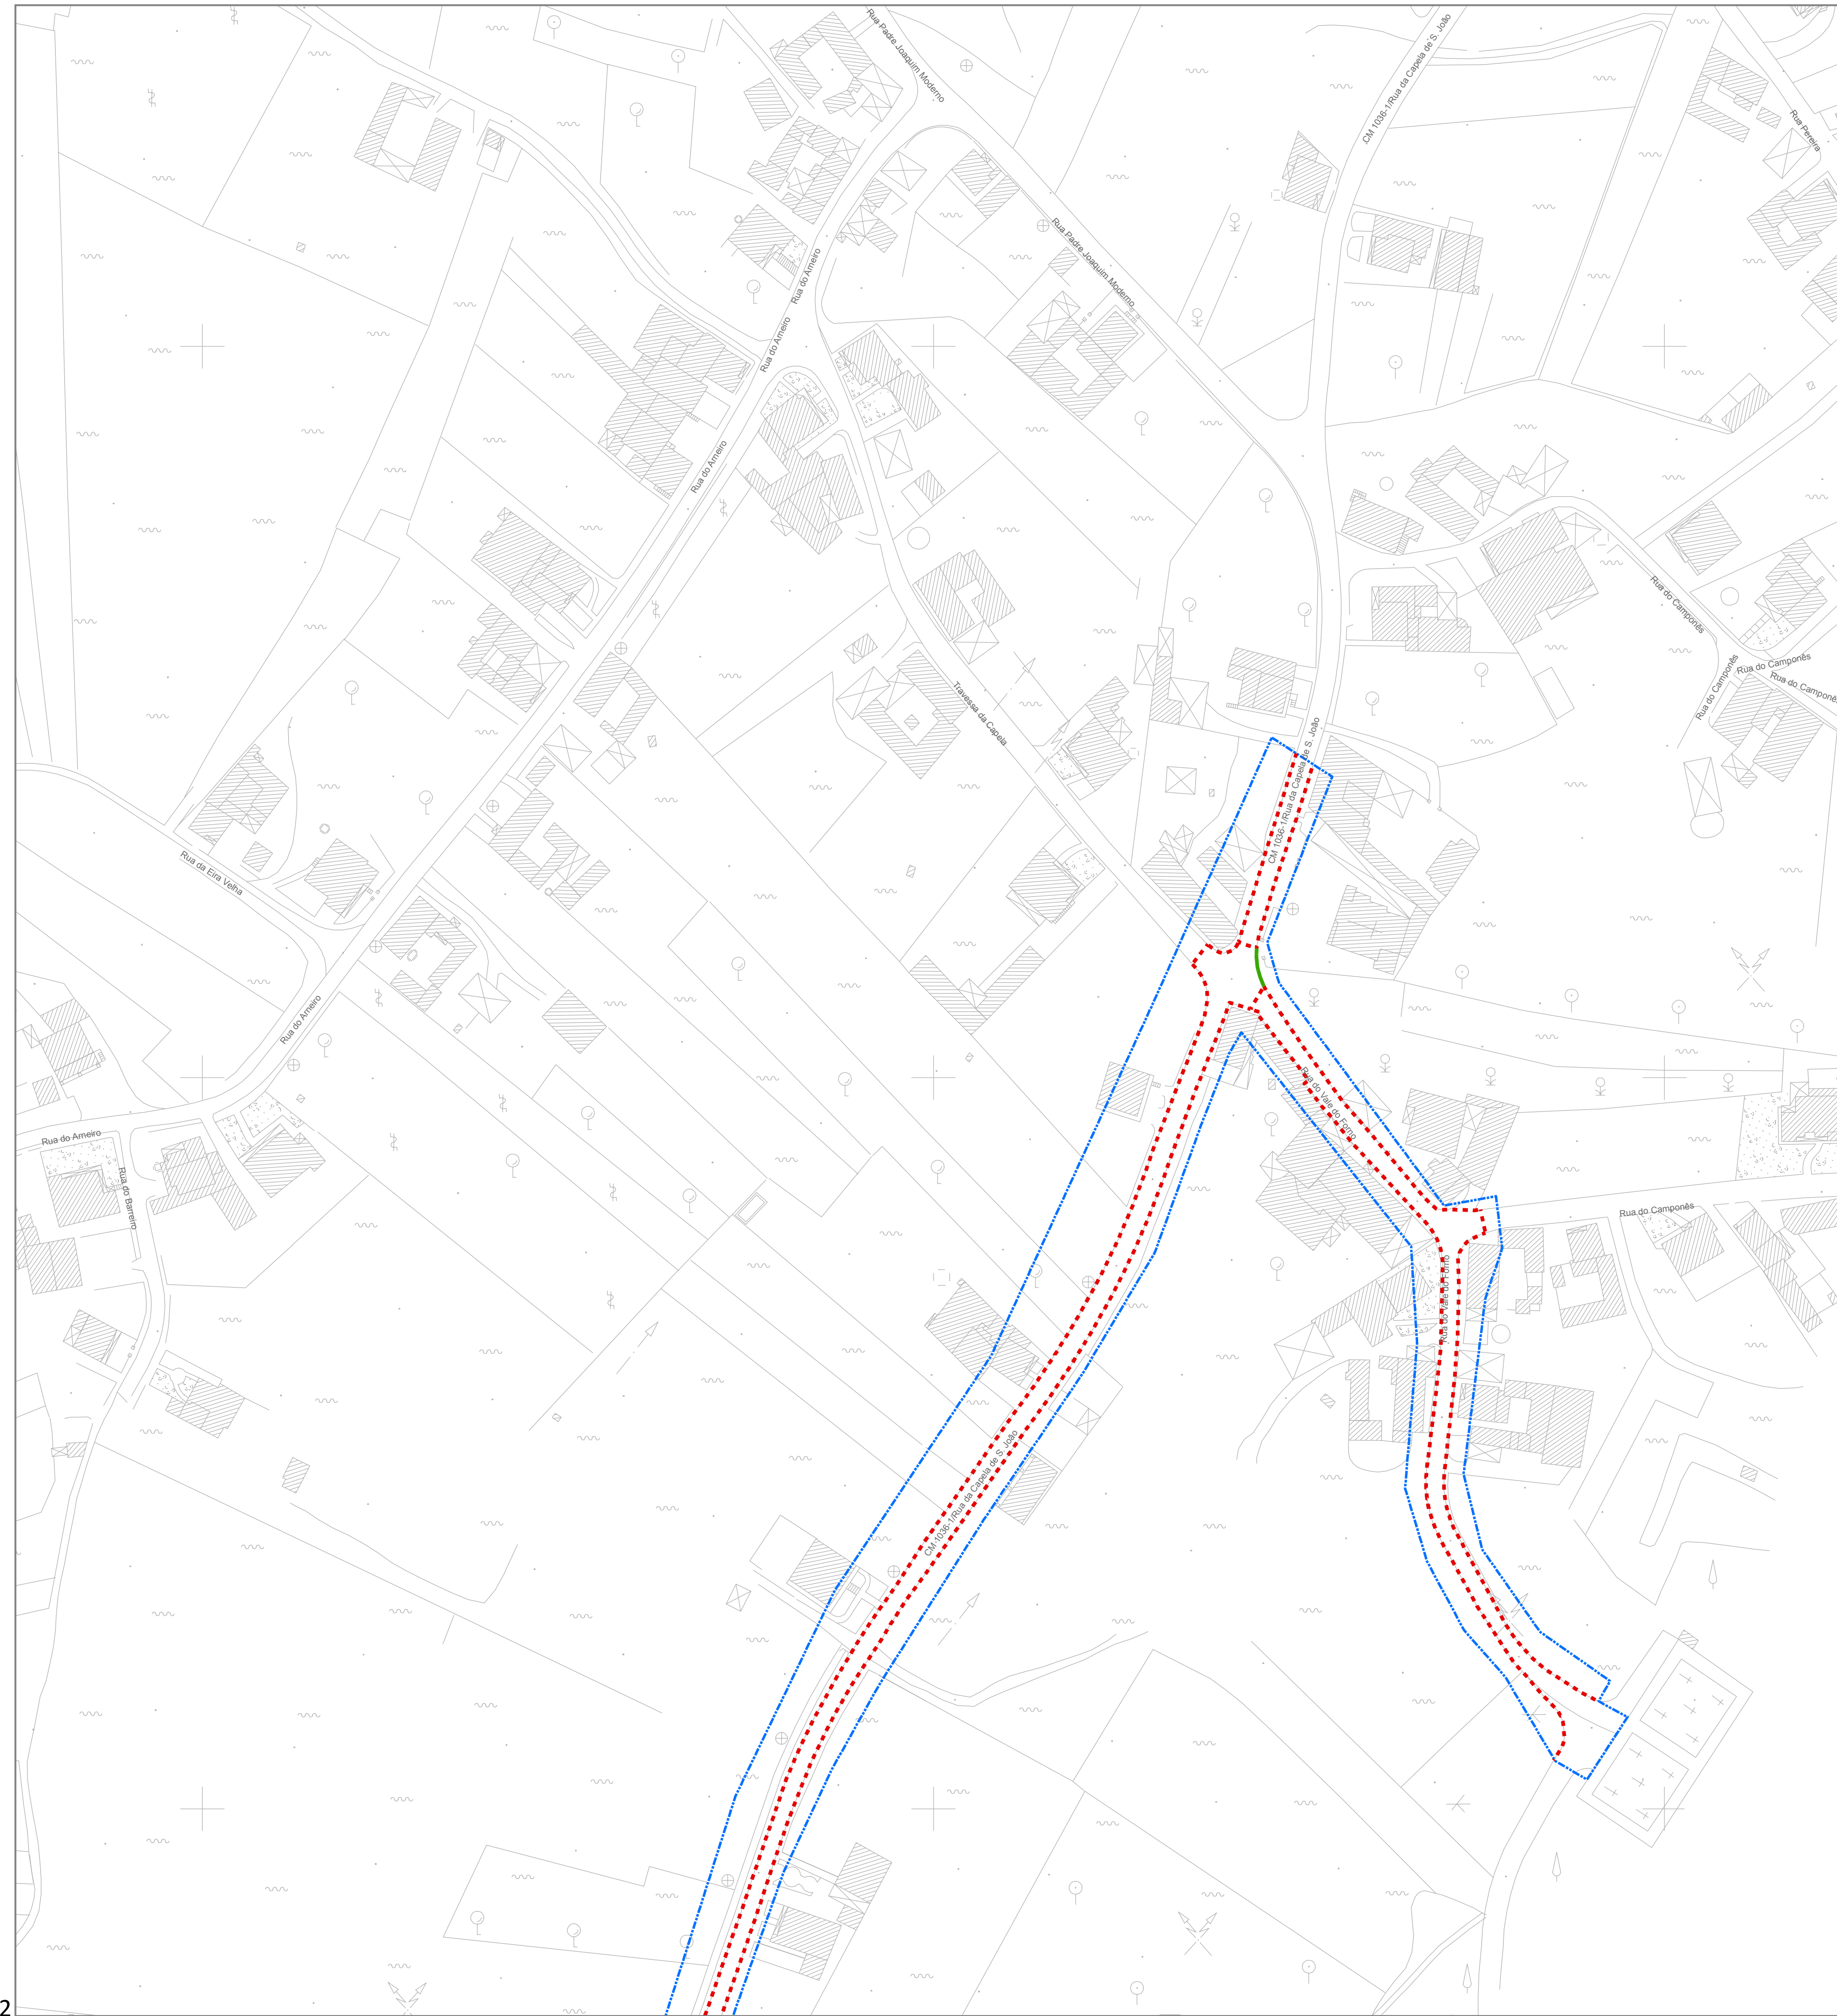 Rua Padre Joaquim Moderno
CM 1036-1/Rua da Capela de S. João
Rua Pereira
Rua Padre Joaquim Moderno
Rua do Ameiro
Rua do Ameiro
Rua do Ameiro
Rua do Camponês
Rua do Camponês
Rua do Camponês
Rua do Camponês
Travessa da Capela
CM 1036-1/Rua da Capela de S. João
Rua da Eira Velha
Rua do Ameiro
Rua do Vale do Forno
Rua do Ameiro
Rua do Barreiro
Rua do Camponês
Rua do Vale do Forno
CM 1036-1/Rua da Capela de S. João
2